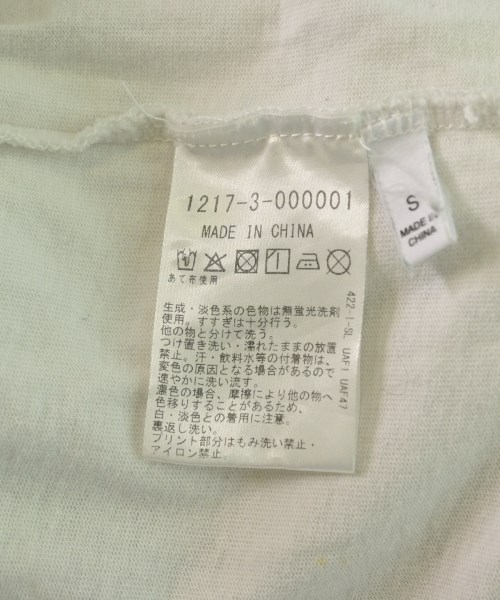 1217-3-000001
MADE IN CHINA
あて布使用
生成・淡色系の色物は無蛍光洗剤
使用。すすぎは十分行う。
他の物と分けて洗う。
つけ置き洗い・濡れたままの放置
禁止。汗・飲料水等の付着物は、
変色の原因となる場合があるので
速やかに洗い流す。
濃色の場合、摩擦により他の物へ
色移りすることがあるため、
白・淡色との着用に注意。
裏返し洗い。
プリント部分はもみ洗い禁止・
アイロン禁止。
422-1-SL UAF1 UAF47
S
MADE IN
CHINA